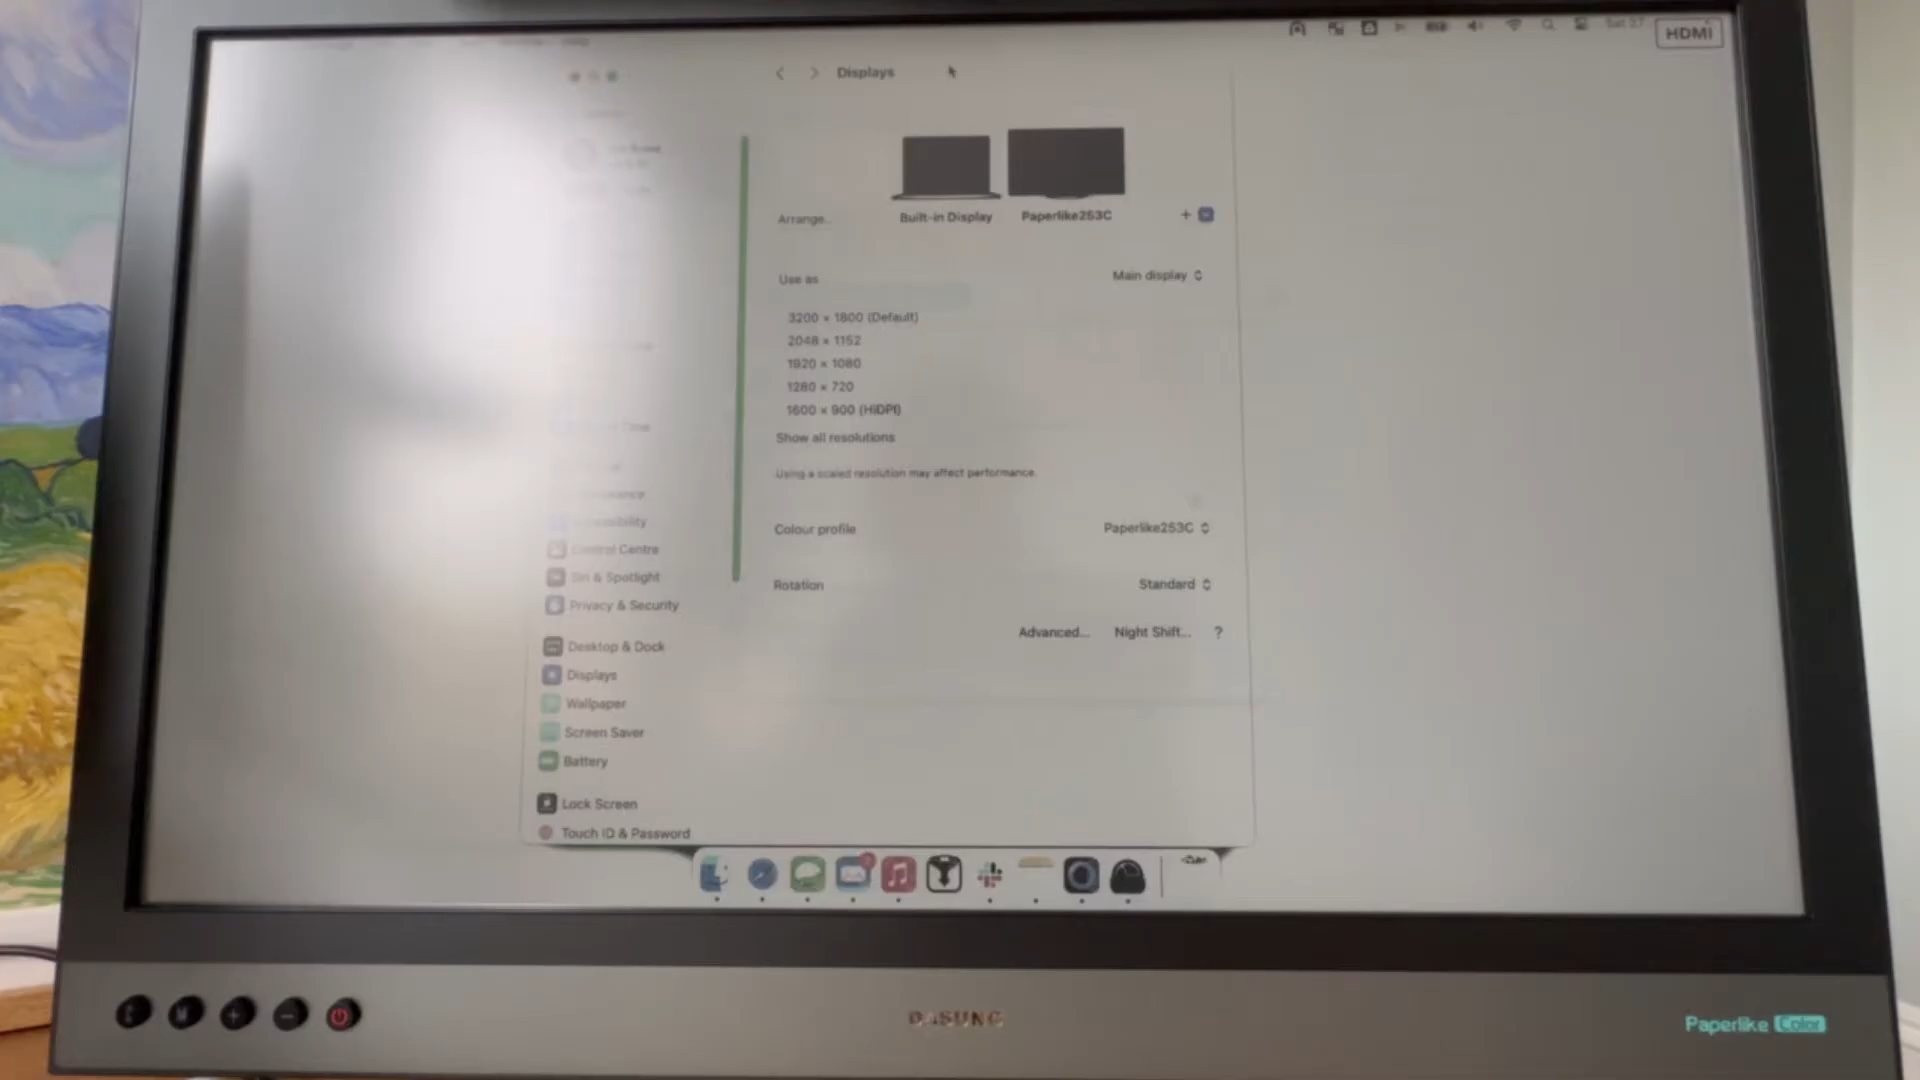 Sat 27
HDMI
Displays
Arrange...
Built-in Display
Paperlike253C
Use as
Main display
3200 × 1800 (Default)
2048 × 1152
1920 × 1080
1280 × 720
1600 × 900 (HiDPI)
Show all resolutions
Using a scaled resolution may affect performance.
Colour profile
Paperlike253C
Rotation
Standard
Advanced...
Night Shift...
?
Control Centre
Siri & Spotlight
Privacy & Security
Desktop & Dock
Displays
Wallpaper
Screen Saver
Battery
Lock Screen
Touch ID & Password
DASUNG
Paperlike Color